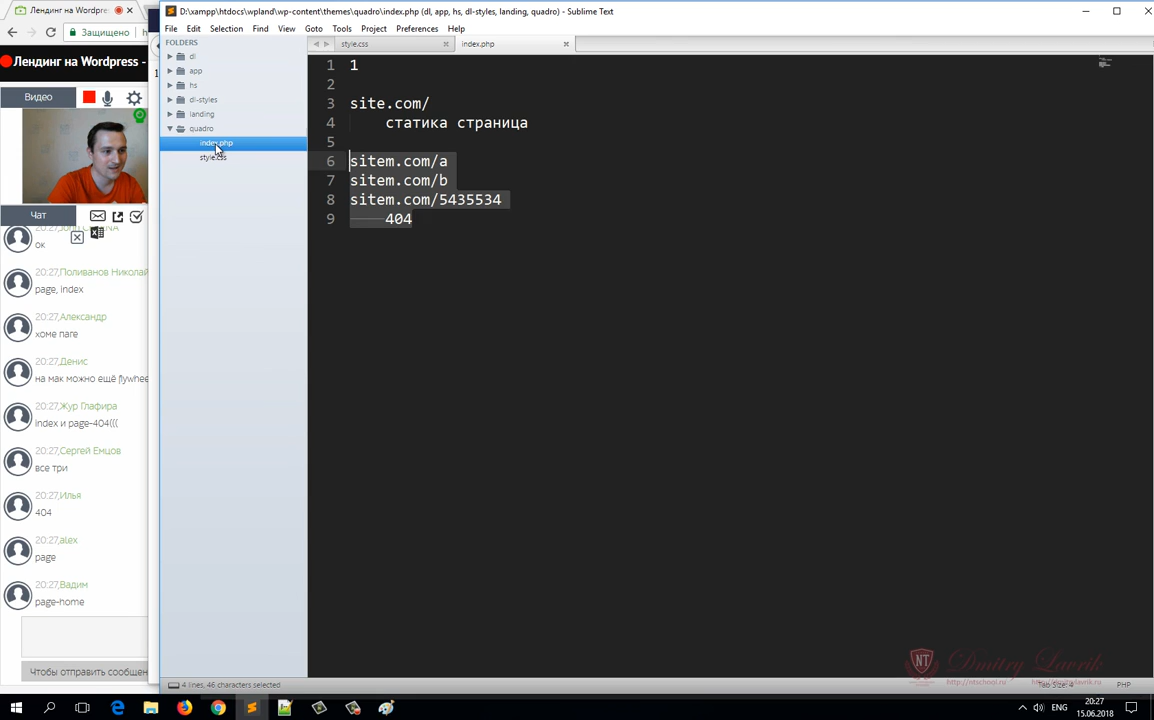 Лендинг на Wordpre
Защищено
Лендинг на Wordpress -
Видео
Чат
20:27,
ок
20:27,Поливанов Николай
page, index
20:27,Александр
хоме паге
20:27,Денис
на мак можно ещё flywhee
20:27,Жур Глафира
index и page-404(((
20:27,Сергей Емцов
все три
20:27,Илья
404
20:27,alex
page
20:27,Вадим
page-home
Чтобы отправить сообщен
D:\xampp\htdocs\wpland\wp-content\themes\quadro\index.php (dl, app, hs, dl-styles, landing, quadro) - Sublime Text
File Edit Selection Find View Goto Tools Project Preferences Help
FOLDERS
dl
app
hs
dl-styles
landing
quadro
index.php
style.css
style.css
index.php
1 1
2
3 site.com/
4 статика страница
5
6 sitem.com/a
7 sitem.com/b
8 sitem.com/5435534
9 404
NT
Dmitry Lavrik
4 lines, 46 characters selected
Tab Size: 4
PHP
ENG
20:27
15.06.2018